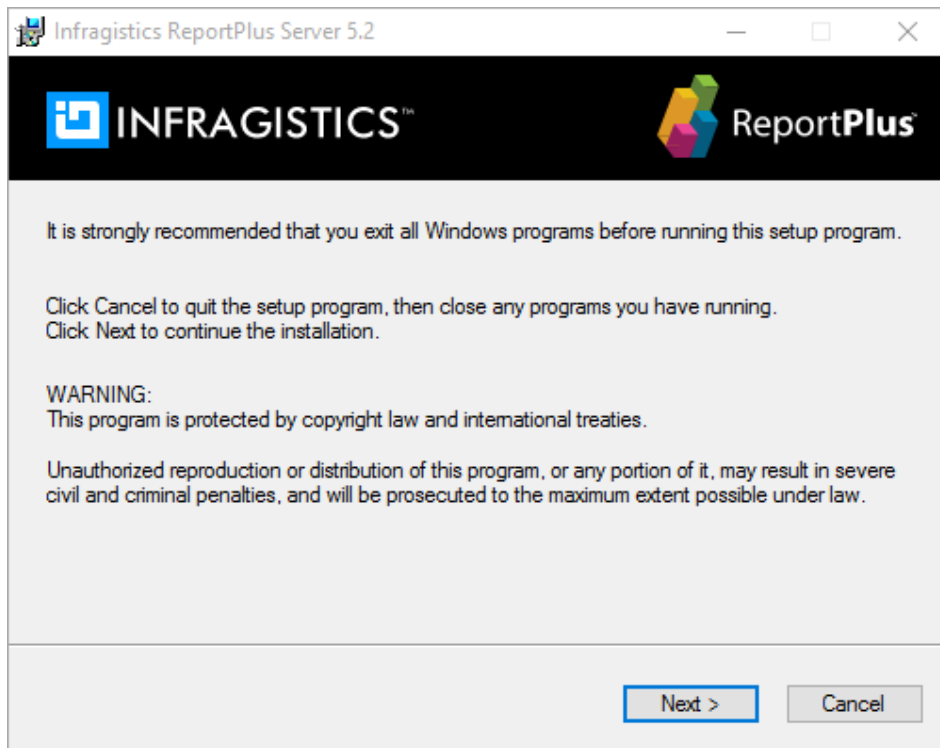 Infragistics ReportPlus Server 5.2
INFRAGISTICS™
ReportPlus™
It is strongly recommended that you exit all Windows programs before running this setup program.
Click Cancel to quit the setup program, then close any programs you have running.
Click Next to continue the installation.
WARNING:
This program is protected by copyright law and international treaties.
Unauthorized reproduction or distribution of this program, or any portion of it, may result in severe
civil and criminal penalties, and will be prosecuted to the maximum extent possible under law.
Next >
Cancel